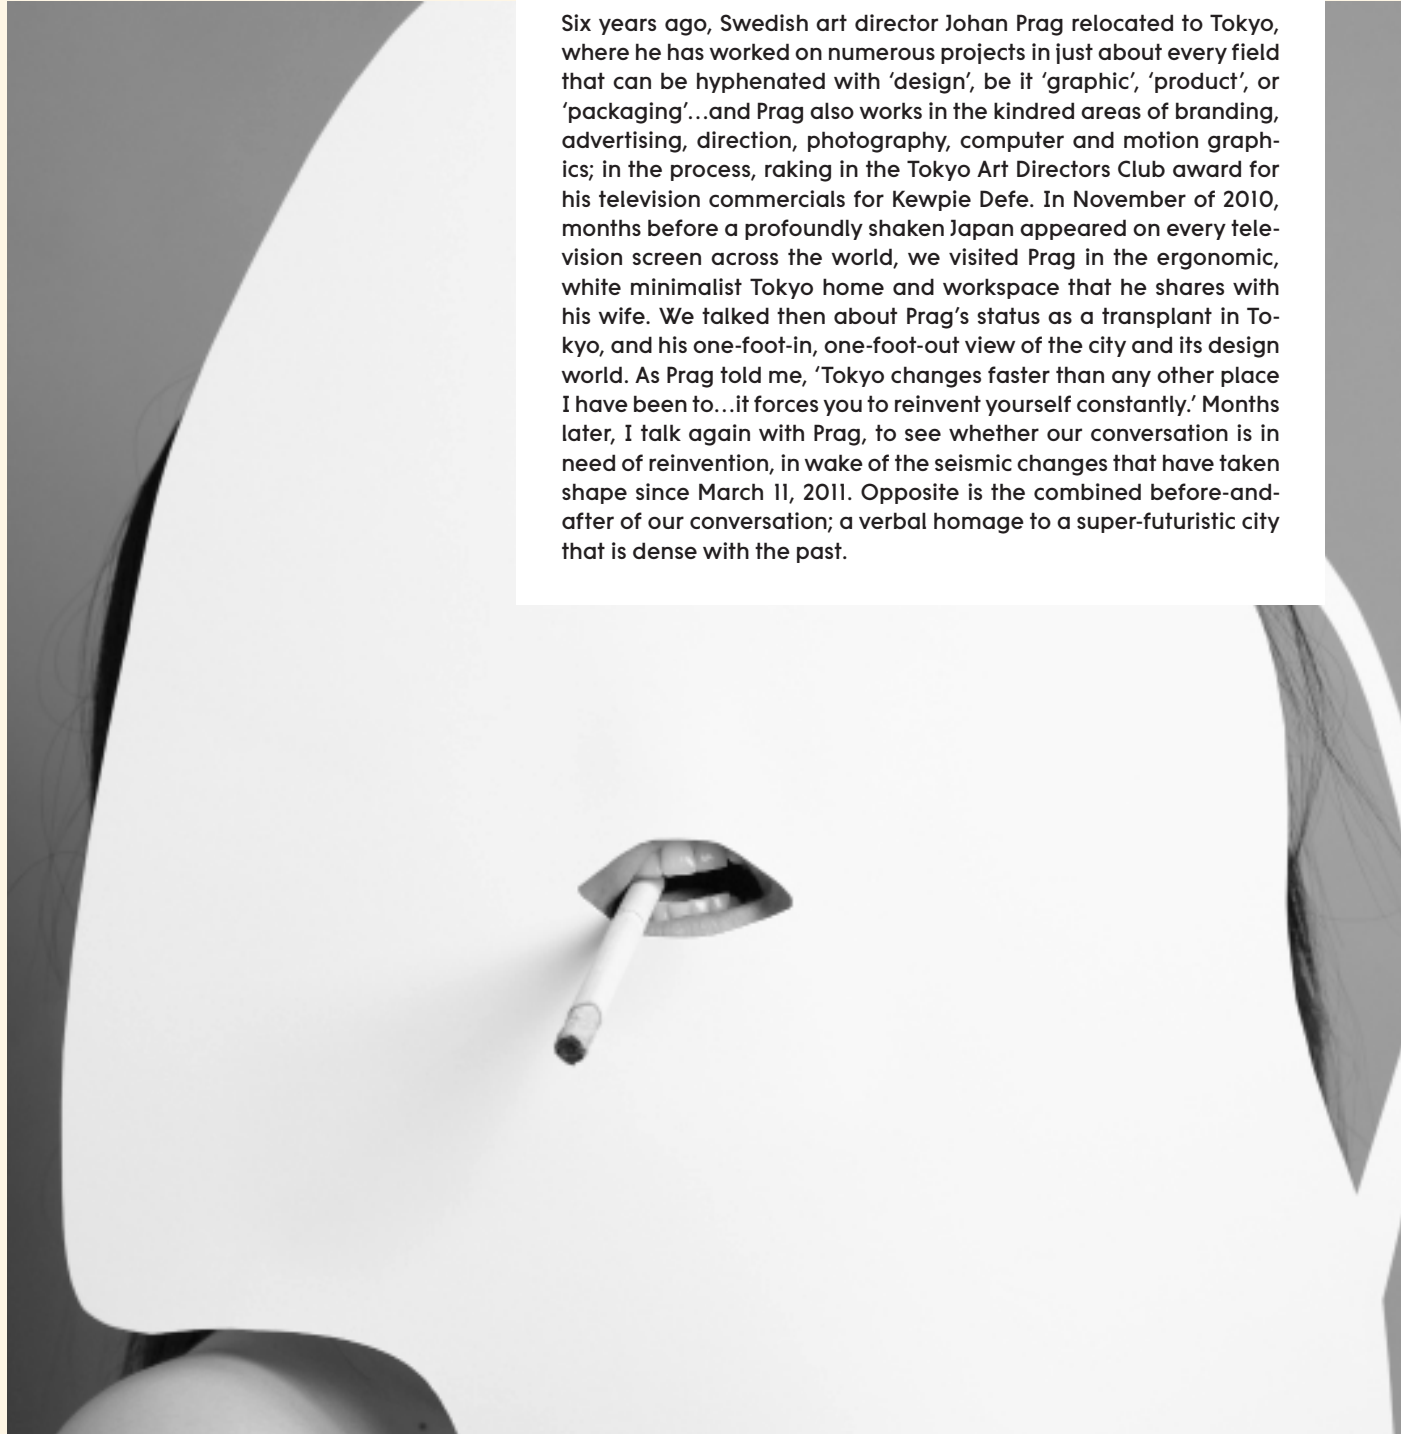 Six years ago, Swedish art director Johan Prag relocated to Tokyo,
where he has worked on numerous projects in just about every field
that can be hyphenated with ‘design’, be it ‘graphic’, ‘product’, or
‘packaging’…and Prag also works in the kindred areas of branding,
advertising, direction, photography, computer and motion graph-
ics; in the process, raking in the Tokyo Art Directors Club award for
his television commercials for Kewpie Defe. In November of 2010,
months before a profoundly shaken Japan appeared on every tele-
vision screen across the world, we visited Prag in the ergonomic,
white minimalist Tokyo home and workspace that he shares with
his wife. We talked then about Prag’s status as a transplant in To-
kyo, and his one-foot-in, one-foot-out view of the city and its design
world. As Prag told me, ‘Tokyo changes faster than any other place
I have been to…it forces you to reinvent yourself constantly.’ Months
later, I talk again with Prag, to see whether our conversation is in
need of reinvention, in wake of the seismic changes that have taken
shape since March 11, 2011. Opposite is the combined before-and-
after of our conversation; a verbal homage to a super-futuristic city
that is dense with the past.